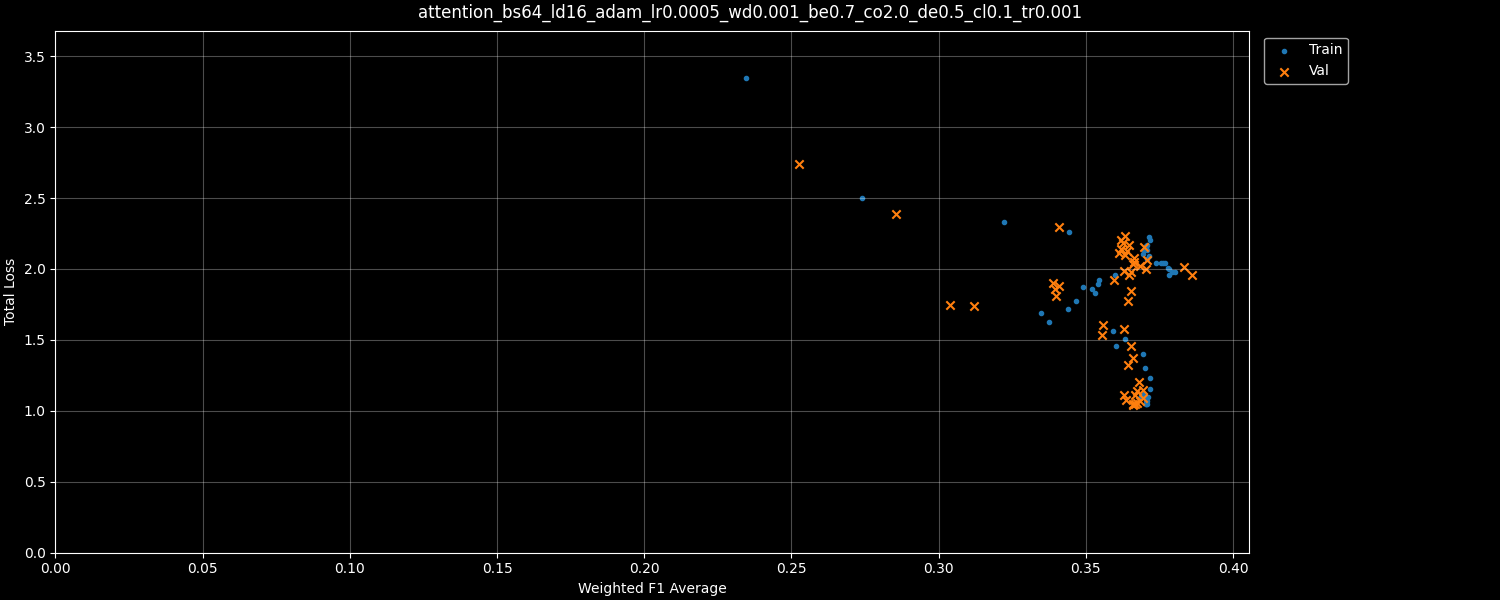 attention_bs64_ld16_adam_lr0.0005_wd0.001_be0.7_co2.0_de0.5_cl0.1_tr0.001
Train
Val
3.5
3.0
2.5
2.0
1.5
1.0
0.5
0.0
Total Loss
0.00 0.05 0.10 0.15 0.20 0.25 0.30 0.35 0.40
Weighted F1 Average